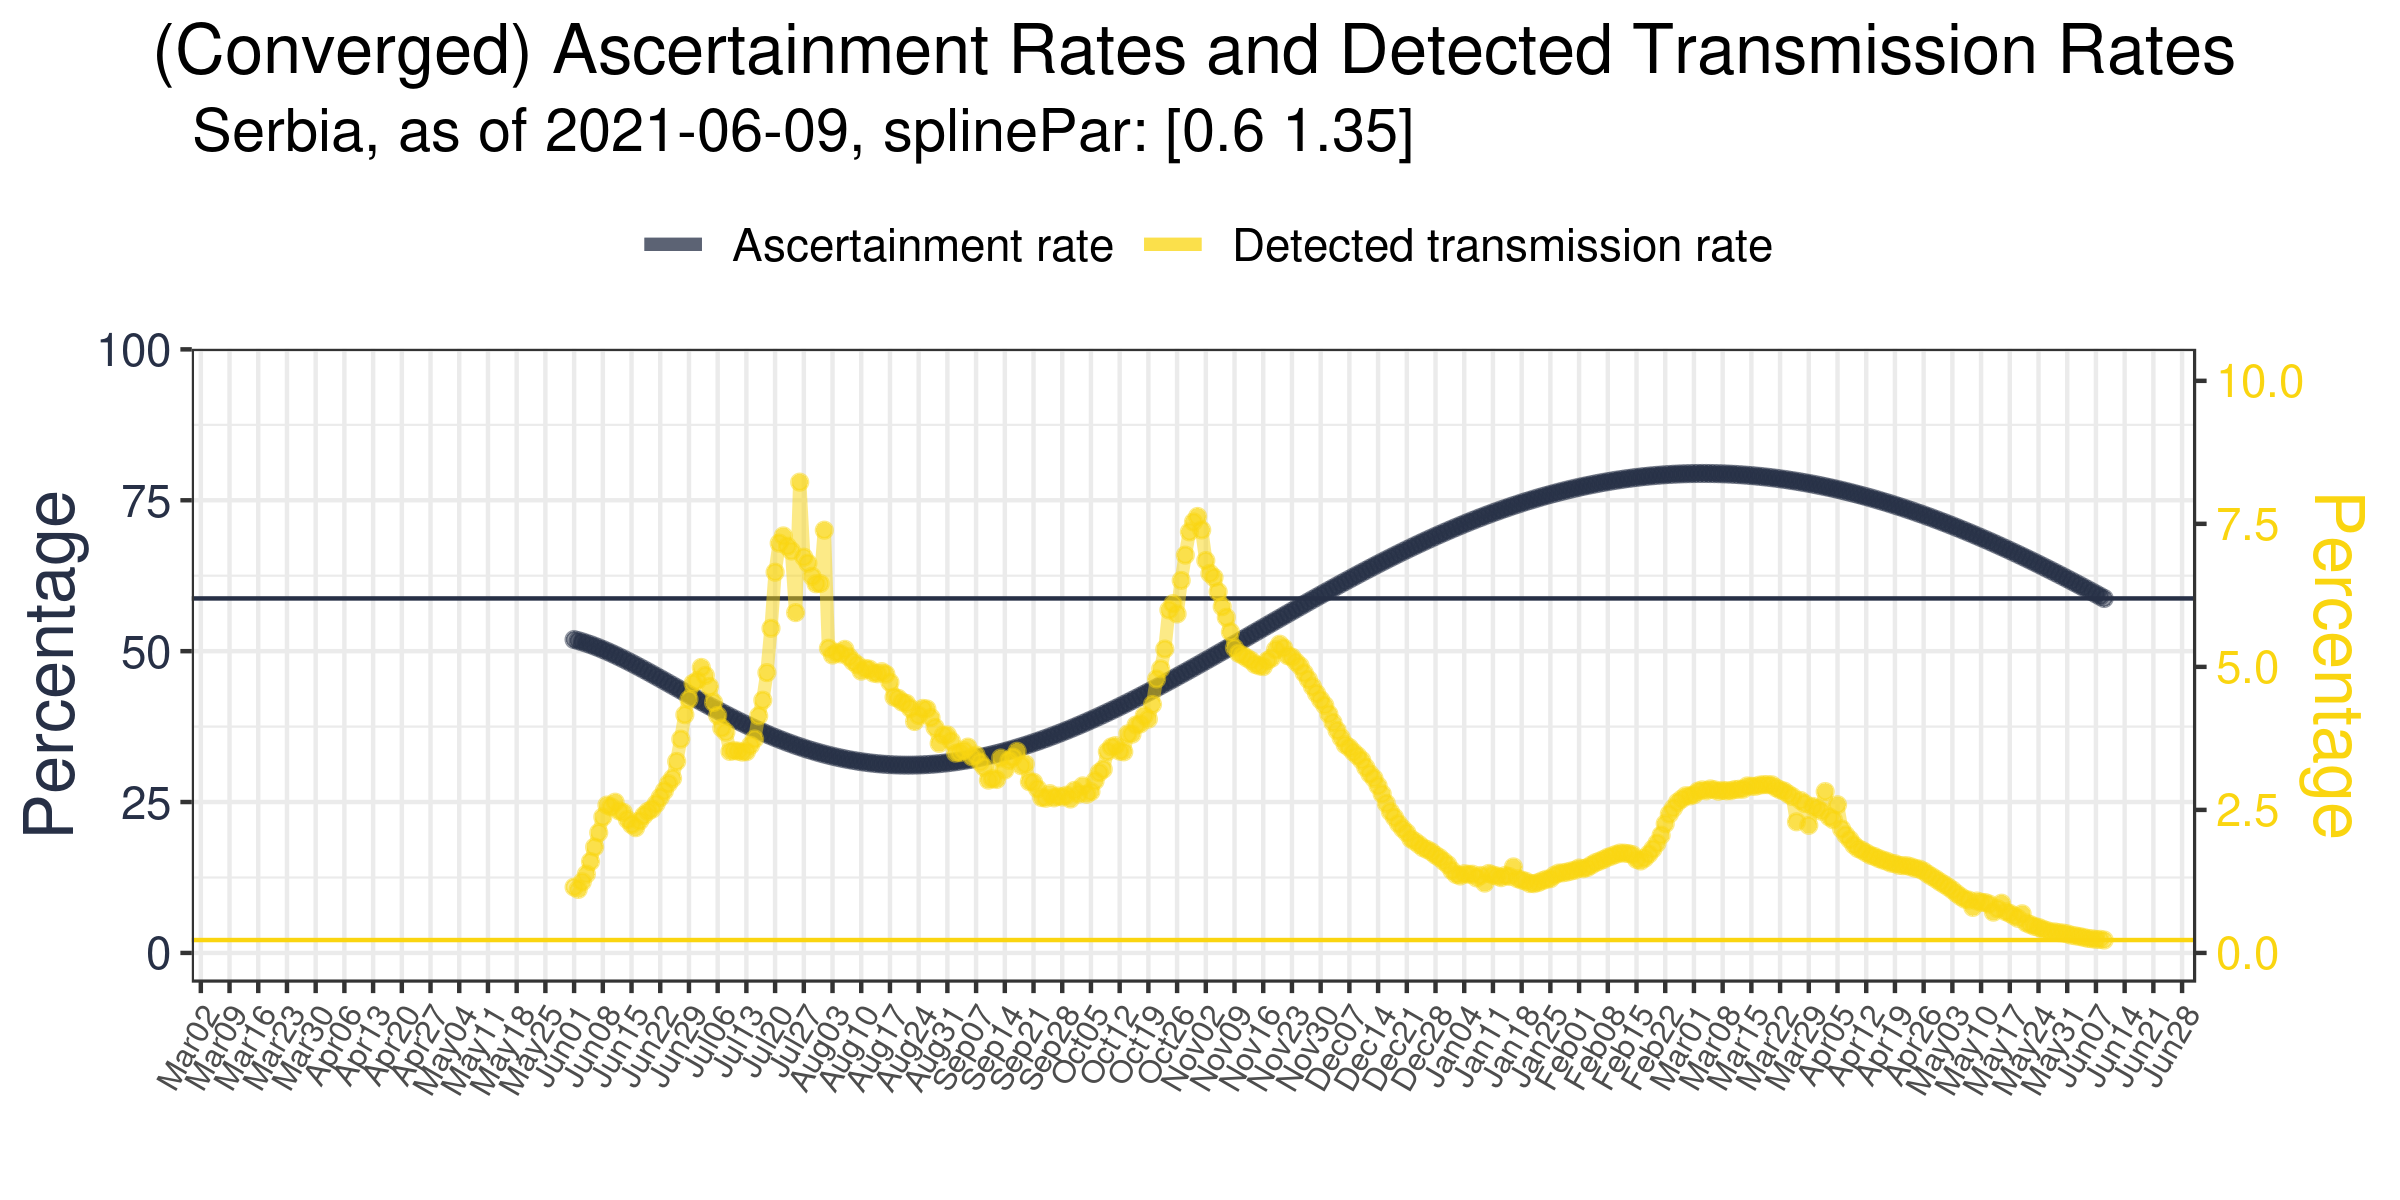 (Converged) Ascertainment Rates and Detected Transmission Rates
Serbia, as of 2021-06-09, splinePar: [0.6 1.35]
Ascertainment rate
Detected transmission rate
Percentage
100
75
50
25
0
10.0
7.5
5.0
2.5
0.0
Percentage
Mar02
Mar09
Mar16
Mar23
Mar30
Apr06
Apr13
Apr20
Apr27
May04
May11
May18
May25
Jun01
Jun08
Jun15
Jun22
Jun29
Jul06
Jul13
Jul20
Jul27
Aug03
Aug10
Aug17
Aug24
Aug31
Sep07
Sep14
Sep21
Sep28
Oct05
Oct12
Oct19
Oct26
Nov02
Nov09
Nov16
Nov23
Nov30
Dec07
Dec14
Dec21
Dec28
Jan04
Jan11
Jan18
Jan25
Feb01
Feb08
Feb15
Feb22
Mar01
Mar08
Mar15
Mar22
Mar29
Apr05
Apr12
Apr19
Apr26
May03
May10
May17
May24
May31
Jun07
Jun14
Jun21
Jun28